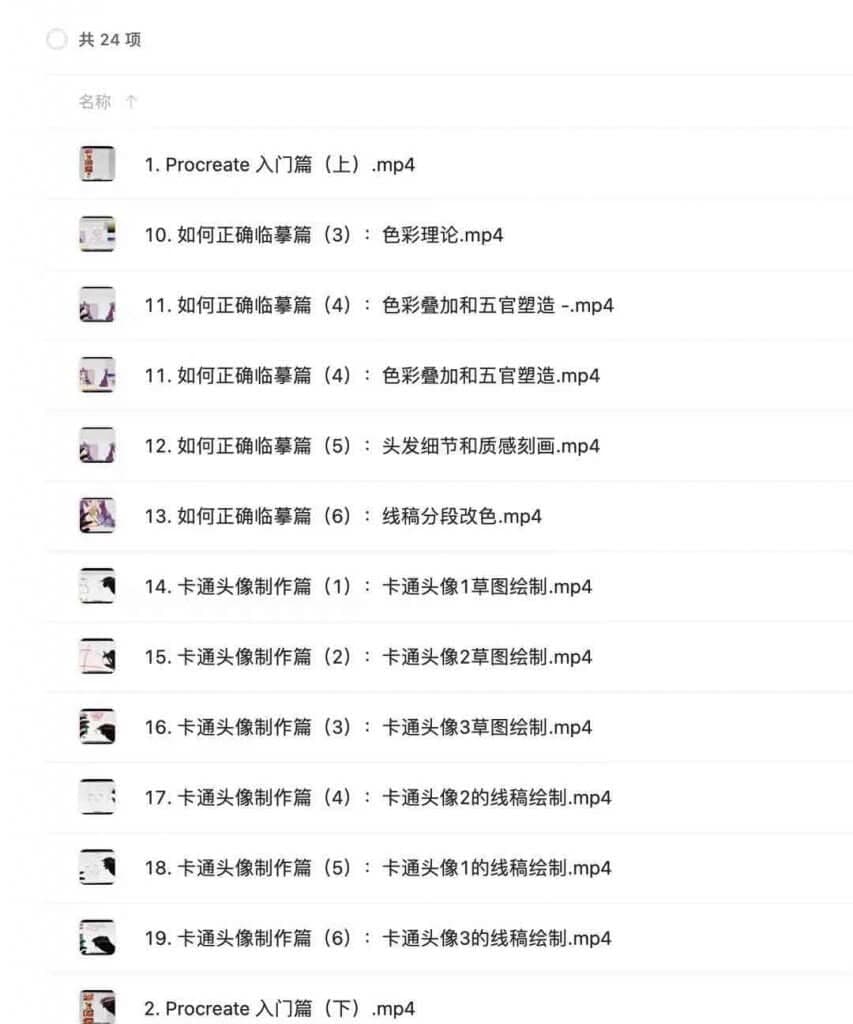 共 24 项
名称 ↑
1. Procreate 入门篇（上）.mp4
10. 如何正确临摹篇（3）：色彩理论.mp4
11. 如何正确临摹篇（4）：色彩叠加和五官塑造 -.mp4
11. 如何正确临摹篇（4）：色彩叠加和五官塑造.mp4
12. 如何正确临摹篇（5）：头发细节和质感刻画.mp4
13. 如何正确临摹篇（6）：线稿分段改色.mp4
14. 卡通头像制作篇（1）：卡通头像1草图绘制.mp4
15. 卡通头像制作篇（2）：卡通头像2草图绘制.mp4
16. 卡通头像制作篇（3）：卡通头像3草图绘制.mp4
17. 卡通头像制作篇（4）：卡通头像2的线稿绘制.mp4
18. 卡通头像制作篇（5）：卡通头像1的线稿绘制.mp4
19. 卡通头像制作篇（6）：卡通头像3的线稿绘制.mp4
2. Procreate 入门篇（下）.mp4